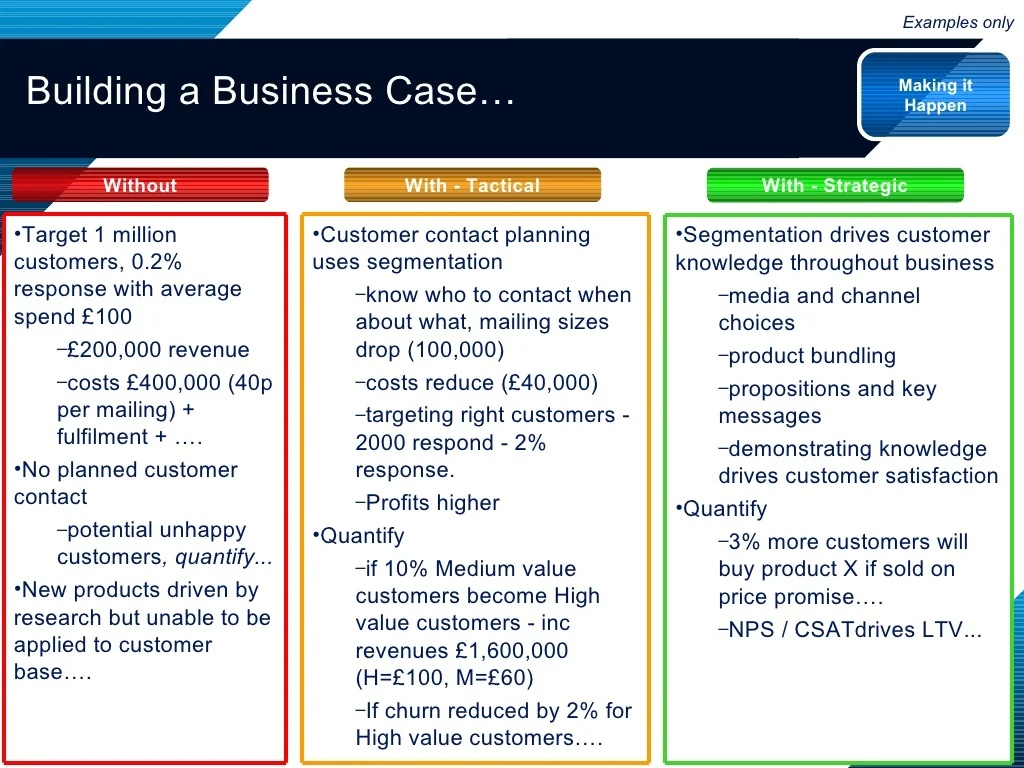 Examples only
Building a Business Case…
Making it
Happen
Without
•Target 1 million
customers, 0.2%
response with average
spend £100
–£200,000 revenue
–costs £400,000 (40p
per mailing) +
fulfilment + ….
•No planned customer
contact
–potential unhappy
customers, quantify...
•New products driven by
research but unable to be
applied to customer
base….
With - Tactical
•Customer contact planning
uses segmentation
–know who to contact when
about what, mailing sizes
drop (100,000)
–costs reduce (£40,000)
–targeting right customers -
2000 respond - 2%
response.
–Profits higher
•Quantify
–if 10% Medium value
customers become High
value customers - inc
revenues £1,600,000
(H=£100, M=£60)
–If churn reduced by 2% for
High value customers….
With - Strategic
•Segmentation drives customer
knowledge throughout business
–media and channel
choices
–product bundling
–propositions and key
messages
–demonstrating knowledge
drives customer satisfaction
•Quantify
–3% more customers will
buy product X if sold on
price promise….
–NPS / CSATdrives LTV...